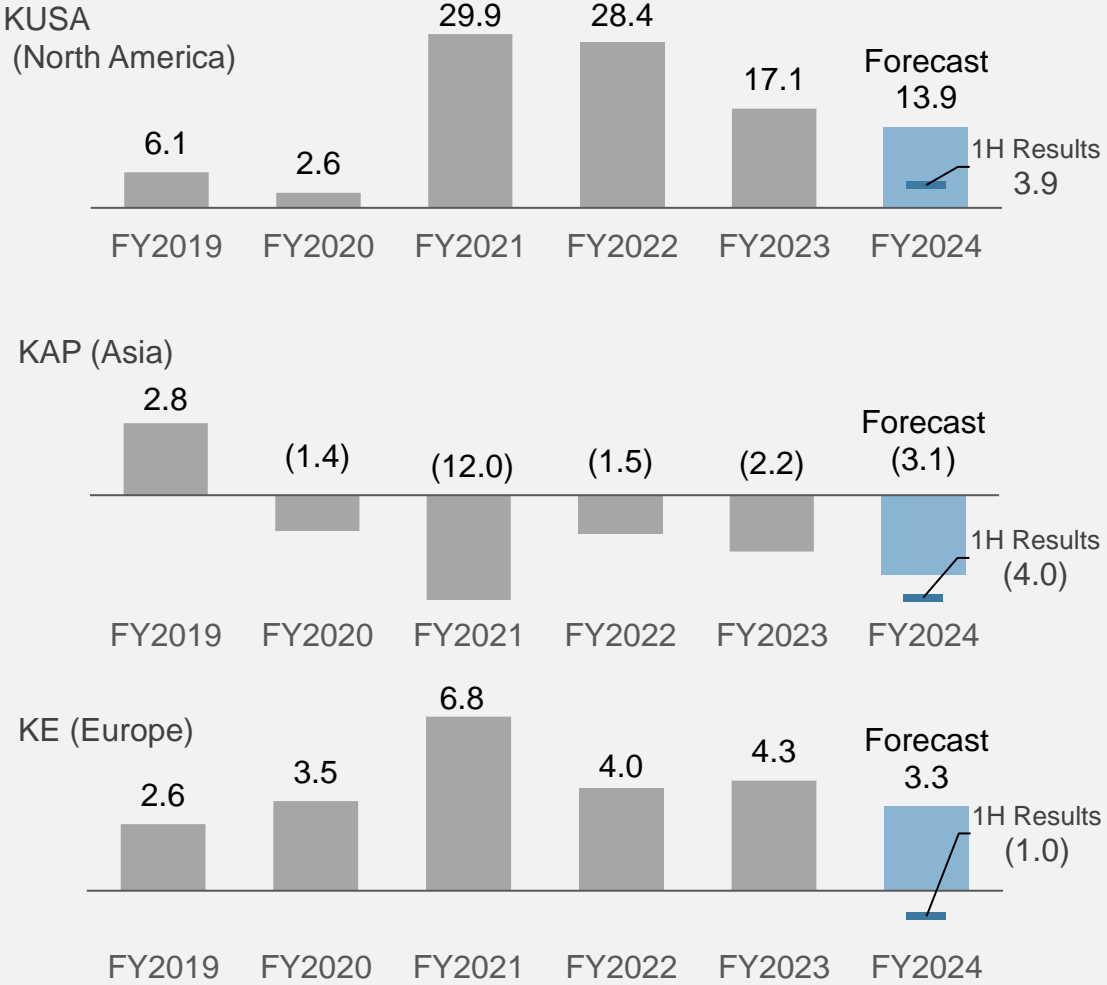 KUSA
(North America)
29.9
28.4
17.1
Forecast
13.9
6.1
2.6
1H Results
3.9
FY2019 FY2020 FY2021 FY2022 FY2023 FY2024
KAP (Asia)
2.8
(1.4)
(12.0)
(1.5)
(2.2)
Forecast
(3.1)
1H Results
(4.0)
FY2019 FY2020 FY2021 FY2022 FY2023 FY2024
KE (Europe)
2.6
3.5
6.8
4.0
4.3
Forecast
3.3
1H Results
(1.0)
FY2019 FY2020 FY2021 FY2022 FY2023 FY2024